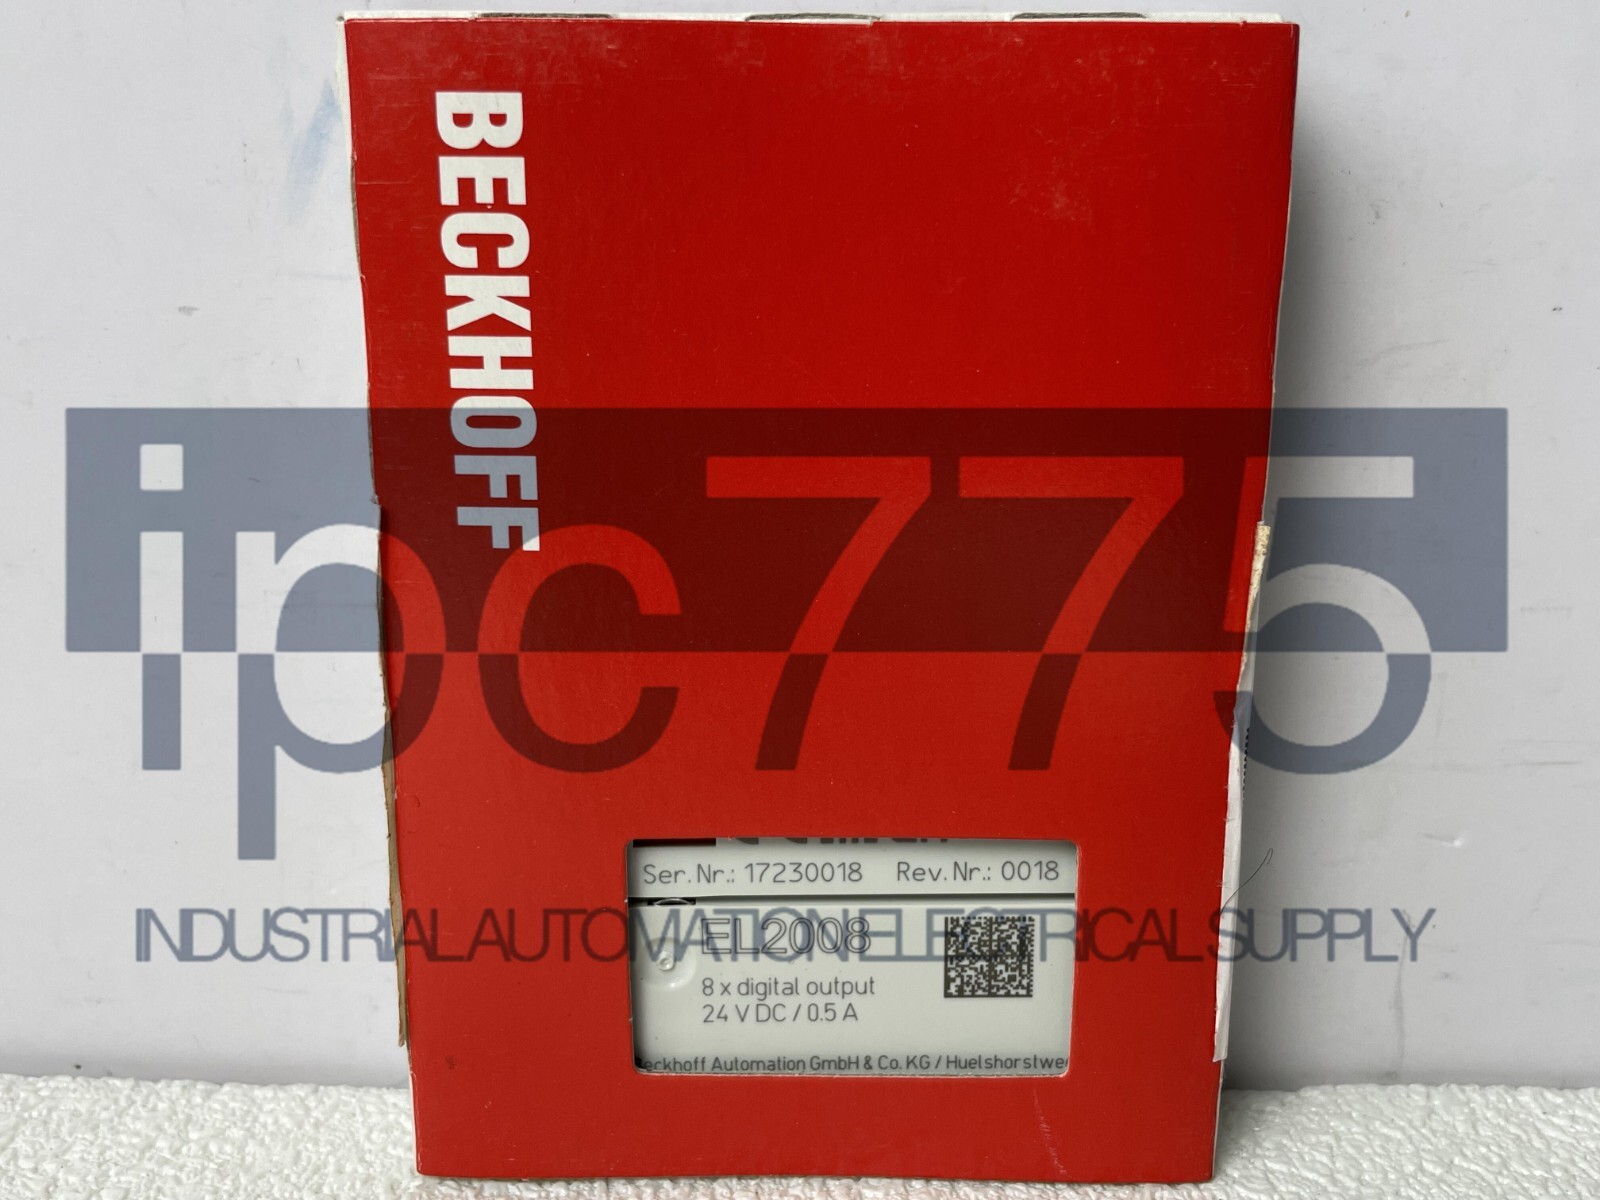 BECKHOFF
ipc775
Ser.Nr.: 17230018 Rev.Nr.: 0018
INDUSTRIAL AUTOMATION ELECTRICAL SUPPLY
EL2008
8 x digital output
24 V DC / 0.5 A
eckhoff Automation GmbH & Co. KG / Huelshorstwe